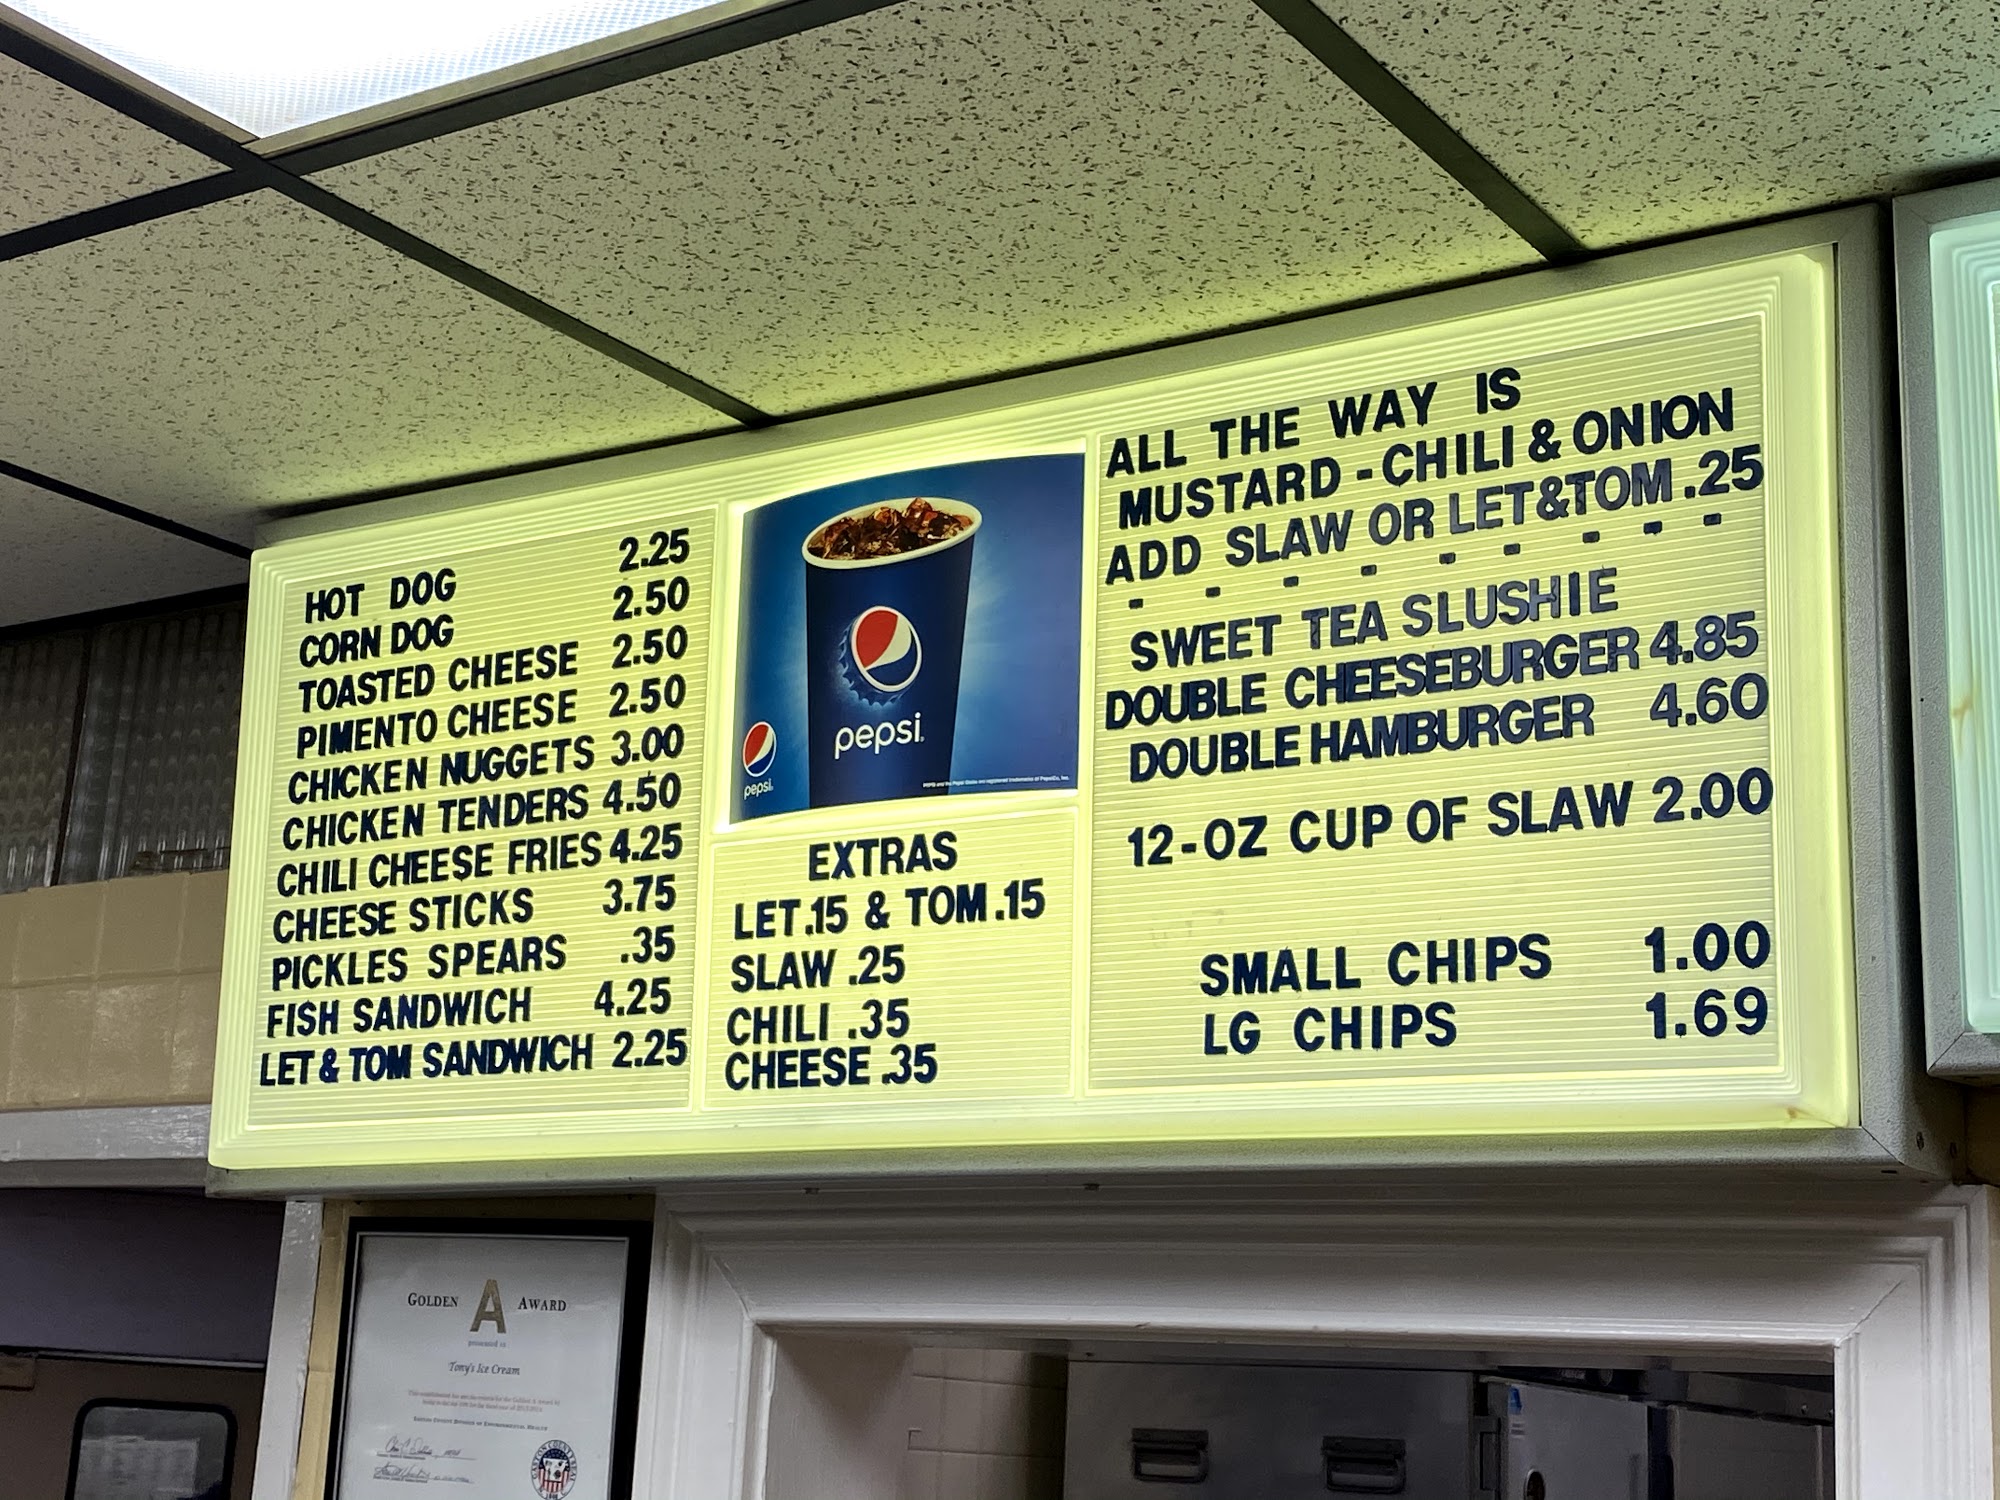 HOT DOG 2.25
CORN DOG 2.50
TOASTED CHEESE 2.50
PIMENTO CHEESE 2.50
CHICKEN NUGGETS 3.00
CHICKEN TENDERS 4.50
CHILI CHEESE FRIES 4.25
CHEESE STICKS 3.75
PICKLES SPEARS .35
FISH SANDWICH 4.25
LET & TOM SANDWICH 2.25
pepsi
pepsi
EXTRAS
LET.15 & TOM.15
SLAW .25
CHILI .35
CHEESE .35
ALL THE WAY IS
MUSTARD - CHILI & ONION
ADD SLAW OR LET & TOM .25
- - - - - - - -
SWEET TEA SLUSHIE
DOUBLE CHEESEBURGER 4.85
DOUBLE HAMBURGER 4.60
12-OZ CUP OF SLAW 2.00
SMALL CHIPS 1.00
LG CHIPS 1.69
GOLDEN A AWARD
presented to
Tony's Ice Cream